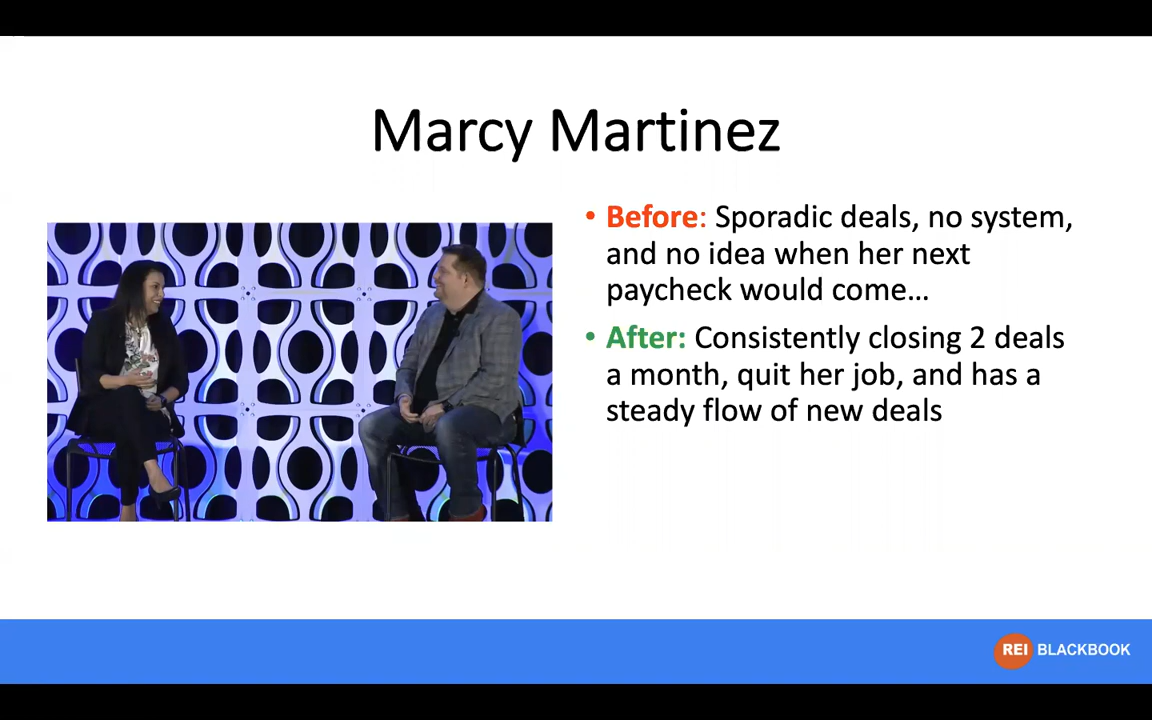 Marcy Martinez
• Before: Sporadic deals, no system,
and no idea when her next
paycheck would come…
• After: Consistently closing 2 deals
a month, quit her job, and has a
steady flow of new deals
REI BLACKBOOK